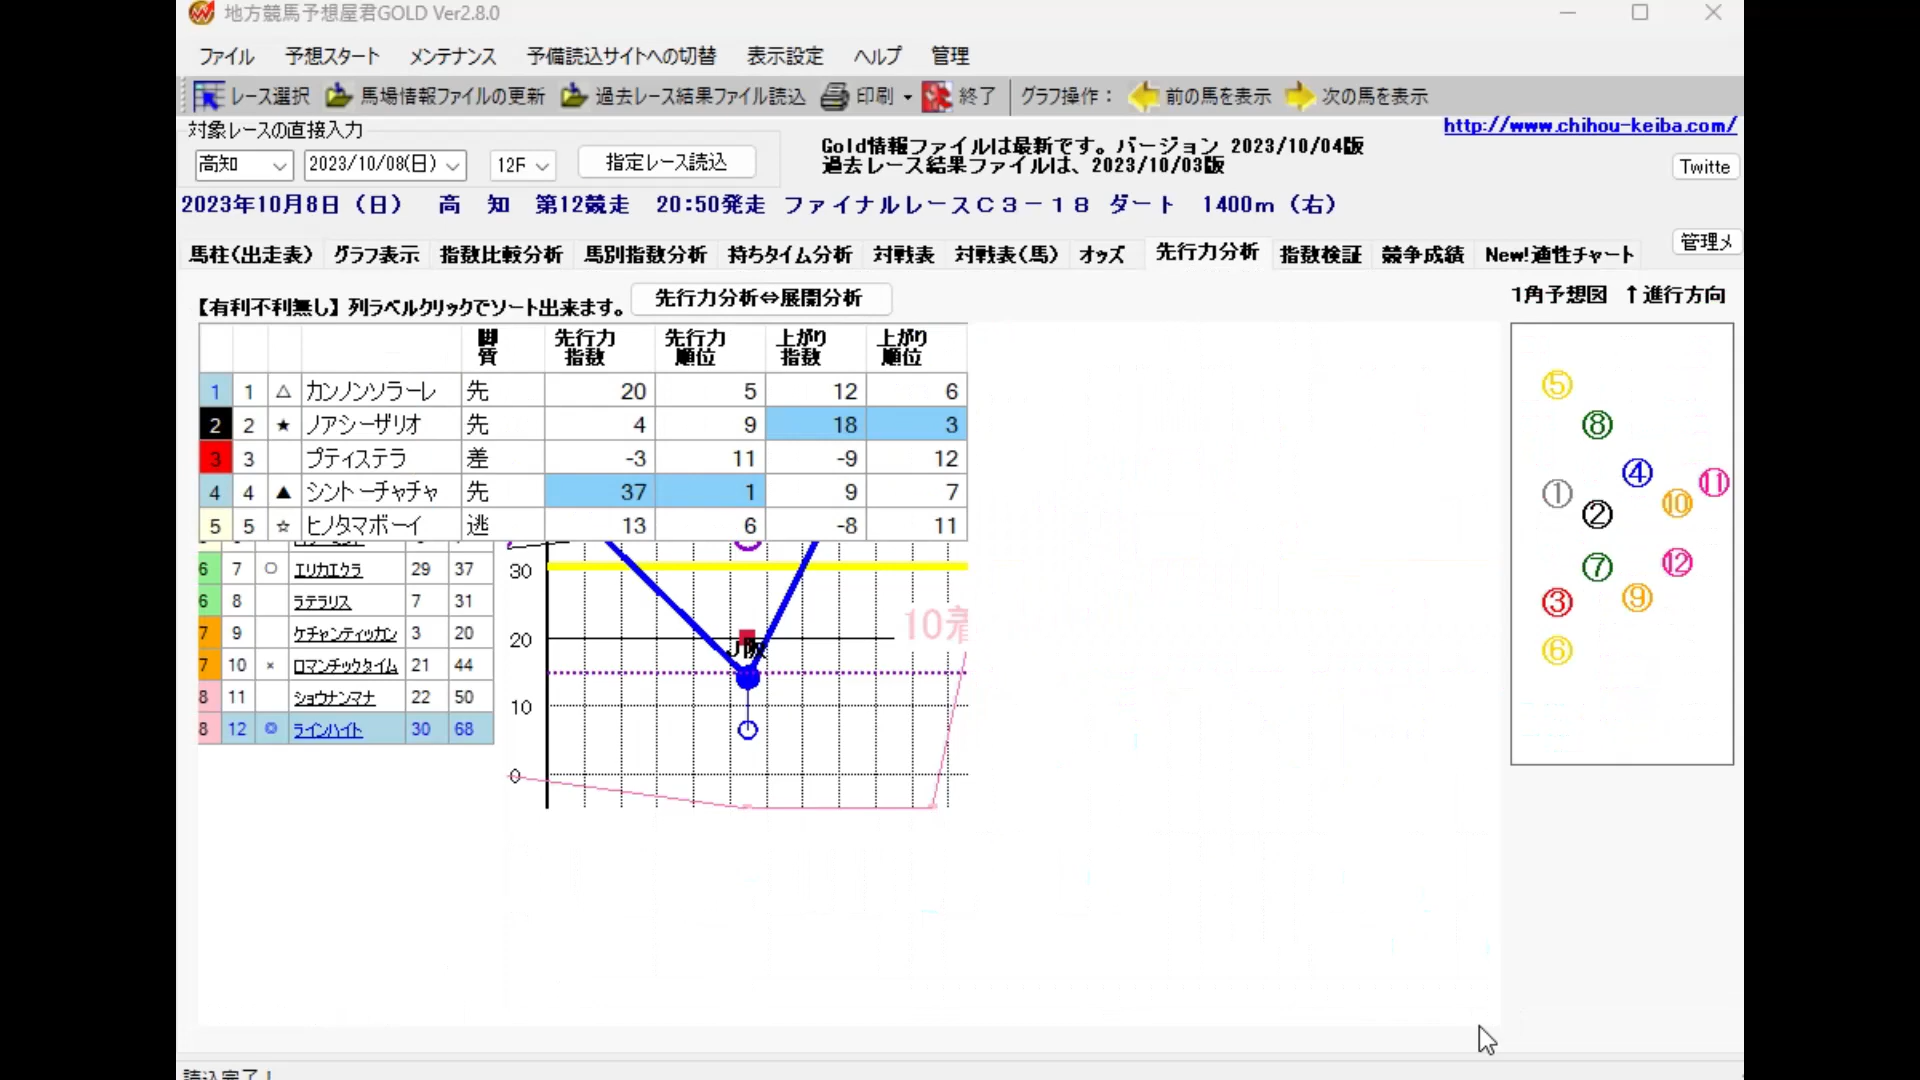 地方競馬予想屋君GOLD Ver2.8.0
ファイル 予想スタート メンテナンス 予備読込サイトへの切替 表示設定 ヘルプ 管理
レース選択 馬場情報ファイルの更新 過去レース結果ファイル読込 印刷 終了 グラフ操作： 前の馬を表示 次の馬を表示
対象レースの直接入力
http://www.chihou-keiba.com/
高知 2023/10/08(日) 12R 指定レース読込
Gold情報ファイルは最新です。バージョン 2023/10/04版
過去レース結果ファイルは、2023/10/03版
Twitte
2023年10月8日（日） 高 知 第12競走 20:50発走 ファイナルレースＣ３－１８ ダート 1400m（右）
管理メ
馬柱(出走表) グラフ表示 指数比較分析 馬別指数分析 持ちタイム分析 対戦表 対戦表(馬) オッズ 先行力分析 指数検証 競争成績 New!適性チャート
【有利不利無し】列ラベルクリックでソート出来ます。 先行力分析⇔展開分析
1角予想図 ↑進行方向
脚質 先行力指数 先行力順位 上がり指数 上がり順位
1 1 △ カンノンソラーレ 先 20 5 12 6
2 2 ★ ノアシーザリオ 先 4 9 18 3
3 3 プティステラ 差 -3 11 -9 12
4 4 ▲ シントーチャチャ 先 37 1 9 7
5 5 ☆ ヒノタマボーイ 逃 13 6 -8 11
6 7 ○ エリカエクラ 29 37
6 8 ラテラリス 7 31
7 9 ケチャンティッカン 3 20
7 10 × ロマンチックタイム 21 44
8 11 ショウナンマナ 22 50
8 12 ◎ ラインハイト 30 68
30
20
10
0
10着
⑤
⑧
④
⑪
①
⑩
②
⑦
⑫
③
⑨
⑥
読込完了！